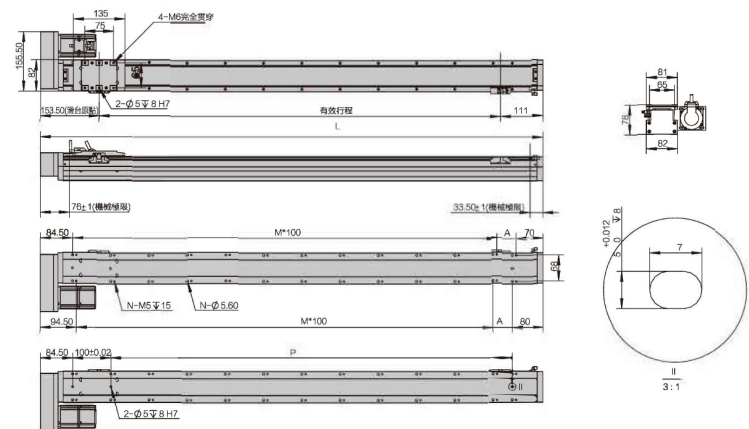 135
75
4-M6完全贯穿
155.50
82
2-Ø5↧8 H7
153.50(滑台原點)
有效行程
111
L
81
65
78
82
76±1(機械極限)
33.50±1(機械極限)
84.50
M*100
A
70
68
N-M5↧15
N-Ø5.60
94.50
M*100
A
80
+0.012
5 0 ↧8
7
II
3:1
84.50
100±0.02
P
II
2-Ø5↧8 H7